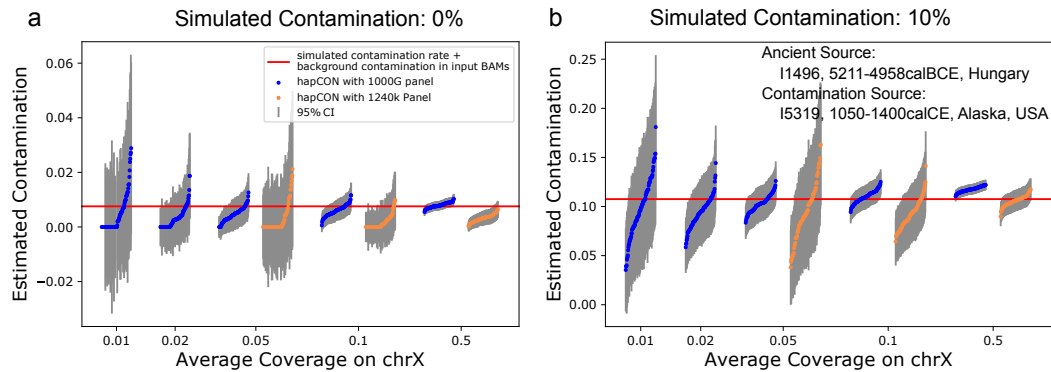 a
Simulated Contamination: 0%
Estimated Contamination
0.06
0.04
0.02
0.00
−0.02
simulated contamination rate +
background contamination in input BAMs
hapCON with 1000G panel
hapCON with 1240k Panel
95% CI
0.01
0.02
0.05
0.1
0.5
Average Coverage on chrX
b
Simulated Contamination: 10%
Estimated Contamination
0.25
0.20
0.15
0.10
0.05
0.00
Ancient Source:
I1496, 5211-4958calBCE, Hungary
Contamination Source:
I5319, 1050-1400calCE, Alaska, USA
0.01
0.02
0.05
0.1
0.5
Average Coverage on chrX